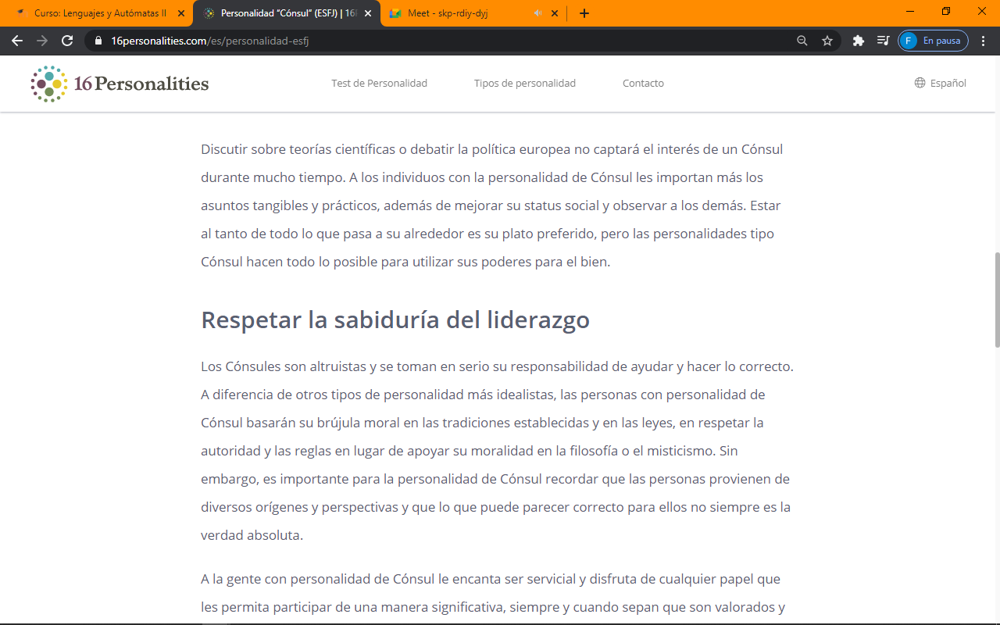 Curso: Lenguajes y Autómatas II
Personalidad “Cónsul” (ESFJ) | 16
Meet - skp-rdiy-dyj
16personalities.com/es/personalidad-esfj
F
En pausa
16Personalities
Test de Personalidad
Tipos de personalidad
Contacto
Español
Discutir sobre teorías científicas o debatir la política europea no captará el interés de un Cónsul
durante mucho tiempo. A los individuos con la personalidad de Cónsul les importan más los
asuntos tangibles y prácticos, además de mejorar su status social y observar a los demás. Estar
al tanto de todo lo que pasa a su alrededor es su plato preferido, pero las personalidades tipo
Cónsul hacen todo lo posible para utilizar sus poderes para el bien.
Respetar la sabiduría del liderazgo
Los Cónsules son altruistas y se toman en serio su responsabilidad de ayudar y hacer lo correcto.
A diferencia de otros tipos de personalidad más idealistas, las personas con personalidad de
Cónsul basarán su brújula moral en las tradiciones establecidas y en las leyes, en respetar la
autoridad y las reglas en lugar de apoyar su moralidad en la filosofía o el misticismo. Sin
embargo, es importante para la personalidad de Cónsul recordar que las personas provienen de
diversos orígenes y perspectivas y que lo que puede parecer correcto para ellos no siempre es la
verdad absoluta.
A la gente con personalidad de Cónsul le encanta ser servicial y disfruta de cualquier papel que
les permita participar de una manera significativa, siempre y cuando sepan que son valorados y